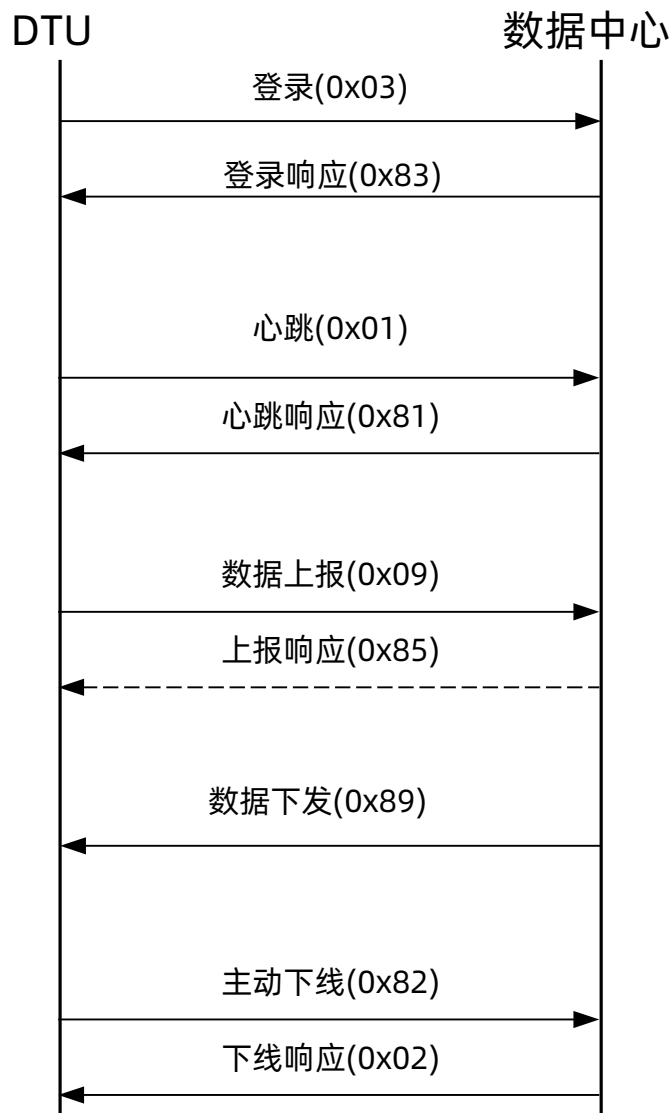 DTU
数据中心
登录(0x03)
登录响应(0x83)
心跳(0x01)
心跳响应(0x81)
数据上报(0x09)
上报响应(0x85)
数据下发(0x89)
主动下线(0x82)
下线响应(0x02)